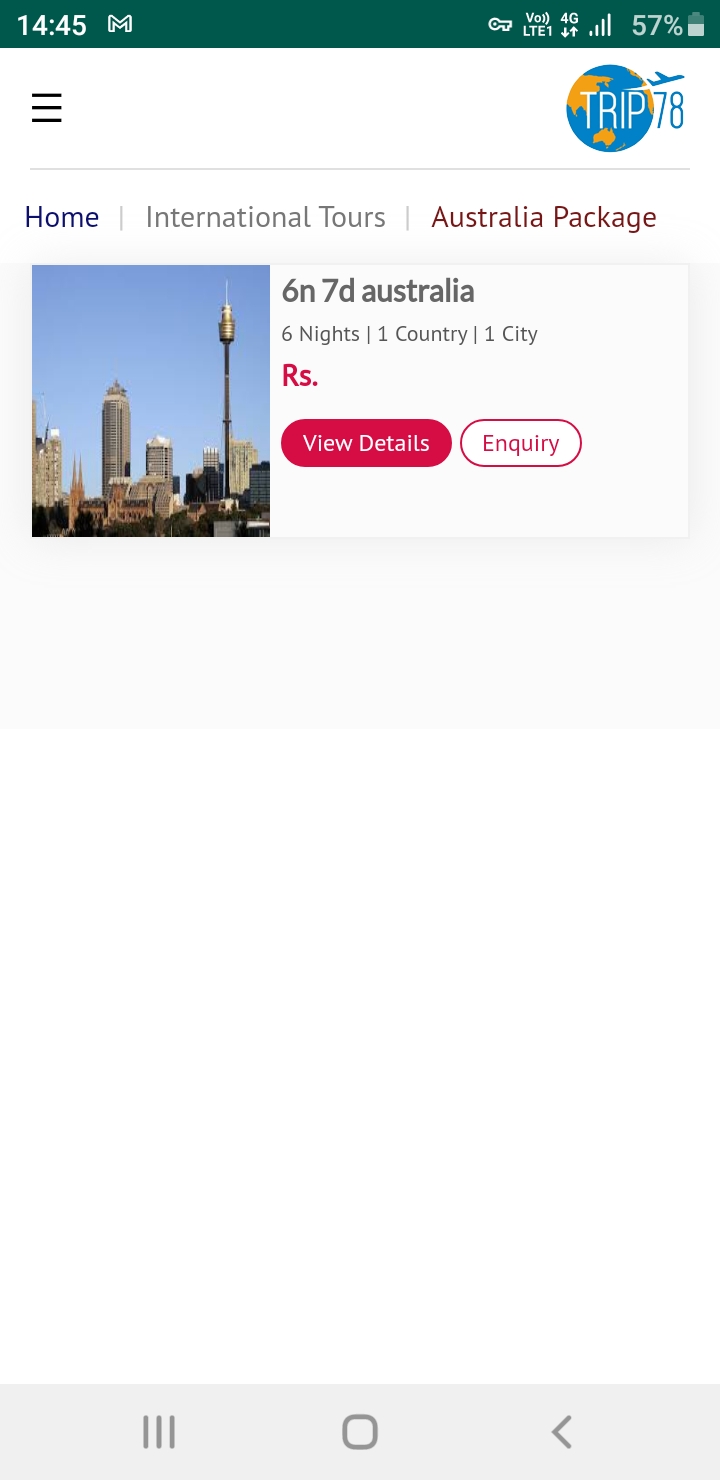 14:45
Vo)) LTE1 4G 57%
TRIP78
Home | International Tours | Australia Package
6n 7d australia
6 Nights | 1 Country | 1 City
Rs.
View Details Enquiry